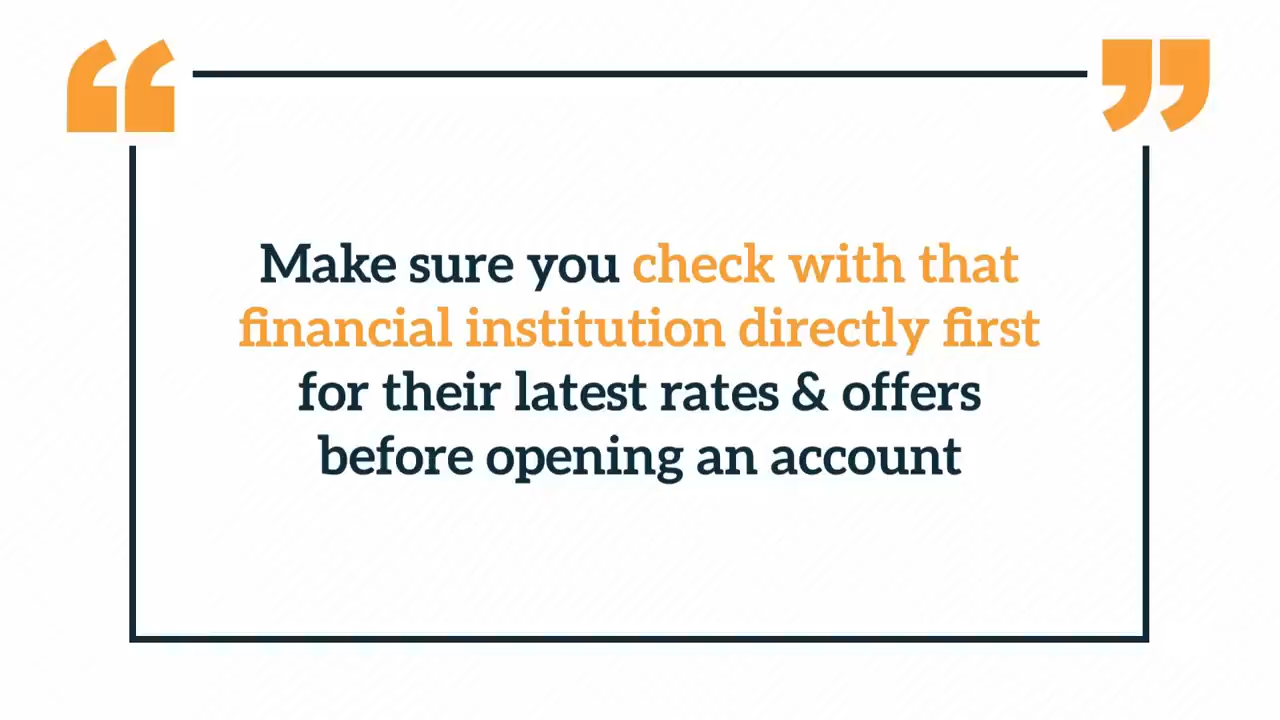 Make sure you check with that
financial institution directly first
for their latest rates & offers
before opening an account